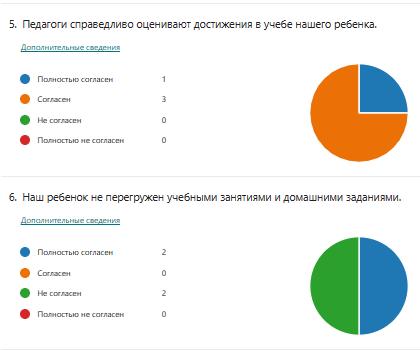 5. Педагоги справедливо оценивают достижения в учебе нашего ребенка.
Дополнительные сведения
Полностью согласен 1
Согласен 3
Не согласен 0
Полностью не согласен 0
6. Наш ребенок не перегружен учебными занятиями и домашними заданиями.
Дополнительные сведения
Полностью согласен 2
Согласен 0
Не согласен 2
Полностью не согласен 0